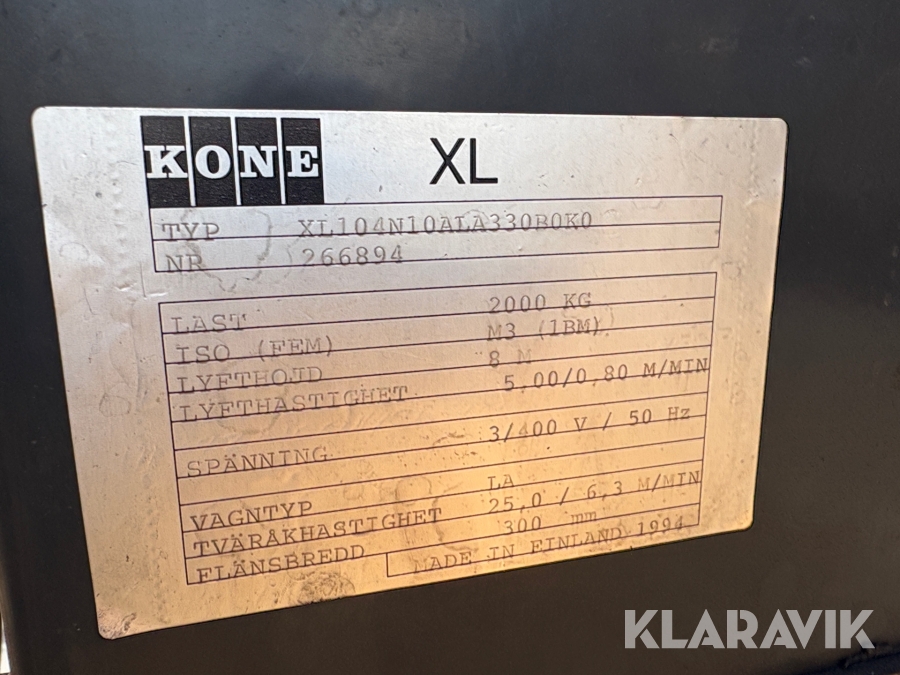 KONE XL
TYP XL104N10ALA330B0K0
NR 266894
LAST 2000 KG
ISO (FEM) M3 (1BM)
LYFTHÖJD 8 M
LYFTHASTIGHET 5,00/0,80 M/MIN
SPÄNNING 3/400 V / 50 Hz
VAGNTYP LA
TVÄRÅKHASTIGHET 25,0 / 6,3 M/MIN
FLÄNSBREDD 300 mm
MADE IN FINLAND 1994
KLARAVIK